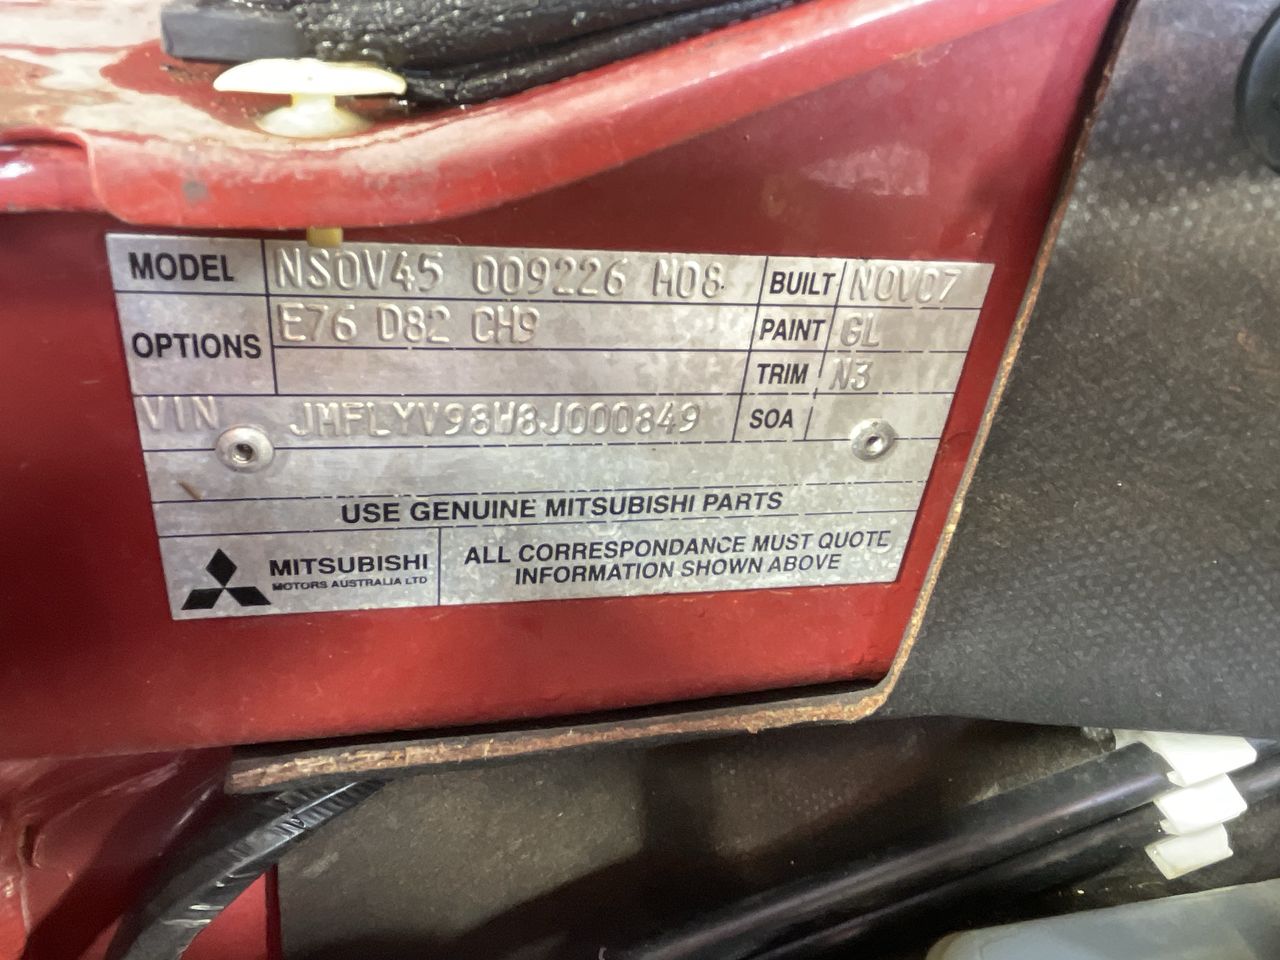 MODEL NS0V45 009226 M08 BUILT NOV07
OPTIONS E76 D82 CH9 PAINT GL
TRIM N3
VIN JMFLYV98H8J000849 SOA
USE GENUINE MITSUBISHI PARTS
MITSUBISHI
MOTORS AUSTRALIA LTD
ALL CORRESPONDANCE MUST QUOTE
INFORMATION SHOWN ABOVE